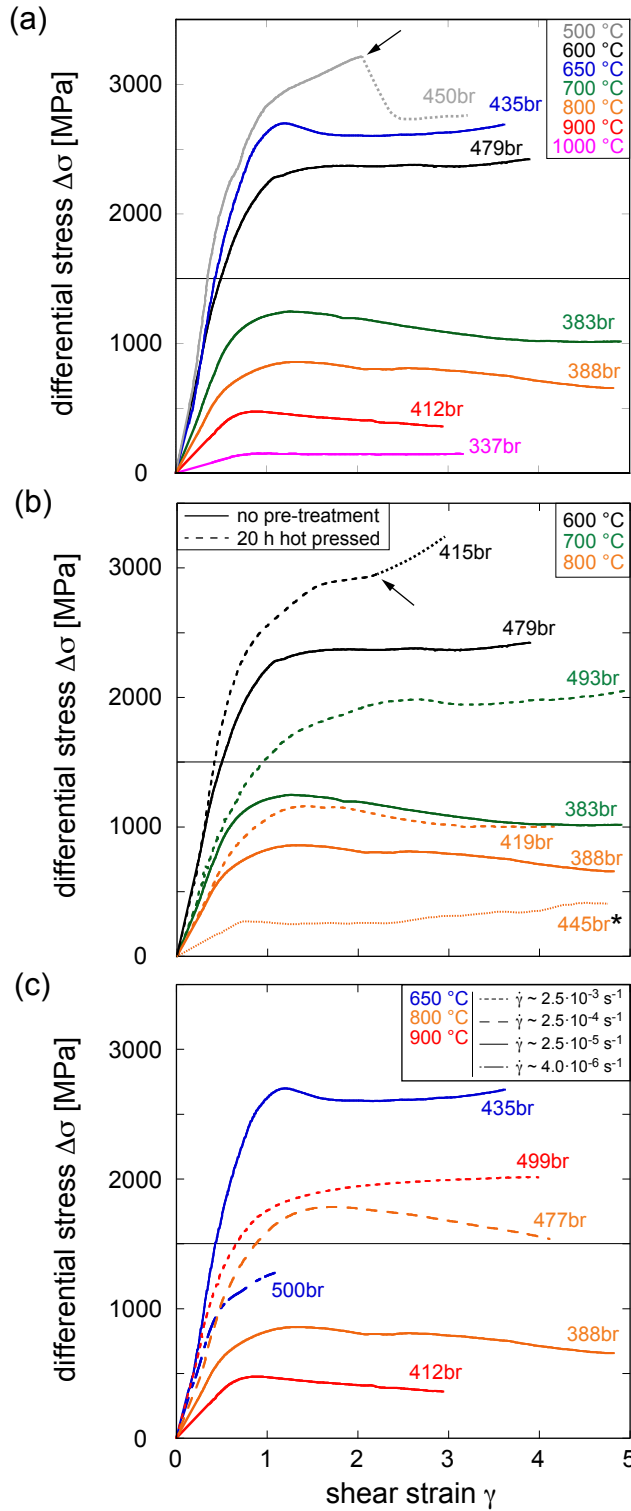 (a)
differential stress Δσ [MPa]
3000
2000
1000
0
500 °C
600 °C
650 °C
700 °C
800 °C
900 °C
1000 °C
450br
435br
479br
383br
388br
412br
337br
(b)
differential stress Δσ [MPa]
3000
2000
1000
0
no pre-treatment
20 h hot pressed
600 °C
700 °C
800 °C
415br
479br
493br
383br
419br
388br
445br*
(c)
differential stress Δσ [MPa]
3000
2000
1000
0
650 °C
800 °C
900 °C
γ̇ ~ 2.5·10⁻³ s⁻¹
γ̇ ~ 2.5·10⁻⁴ s⁻¹
γ̇ ~ 2.5·10⁻⁵ s⁻¹
γ̇ ~ 4.0·10⁻⁶ s⁻¹
435br
499br
477br
500br
388br
412br
0 1 2 3 4 5
shear strain γ